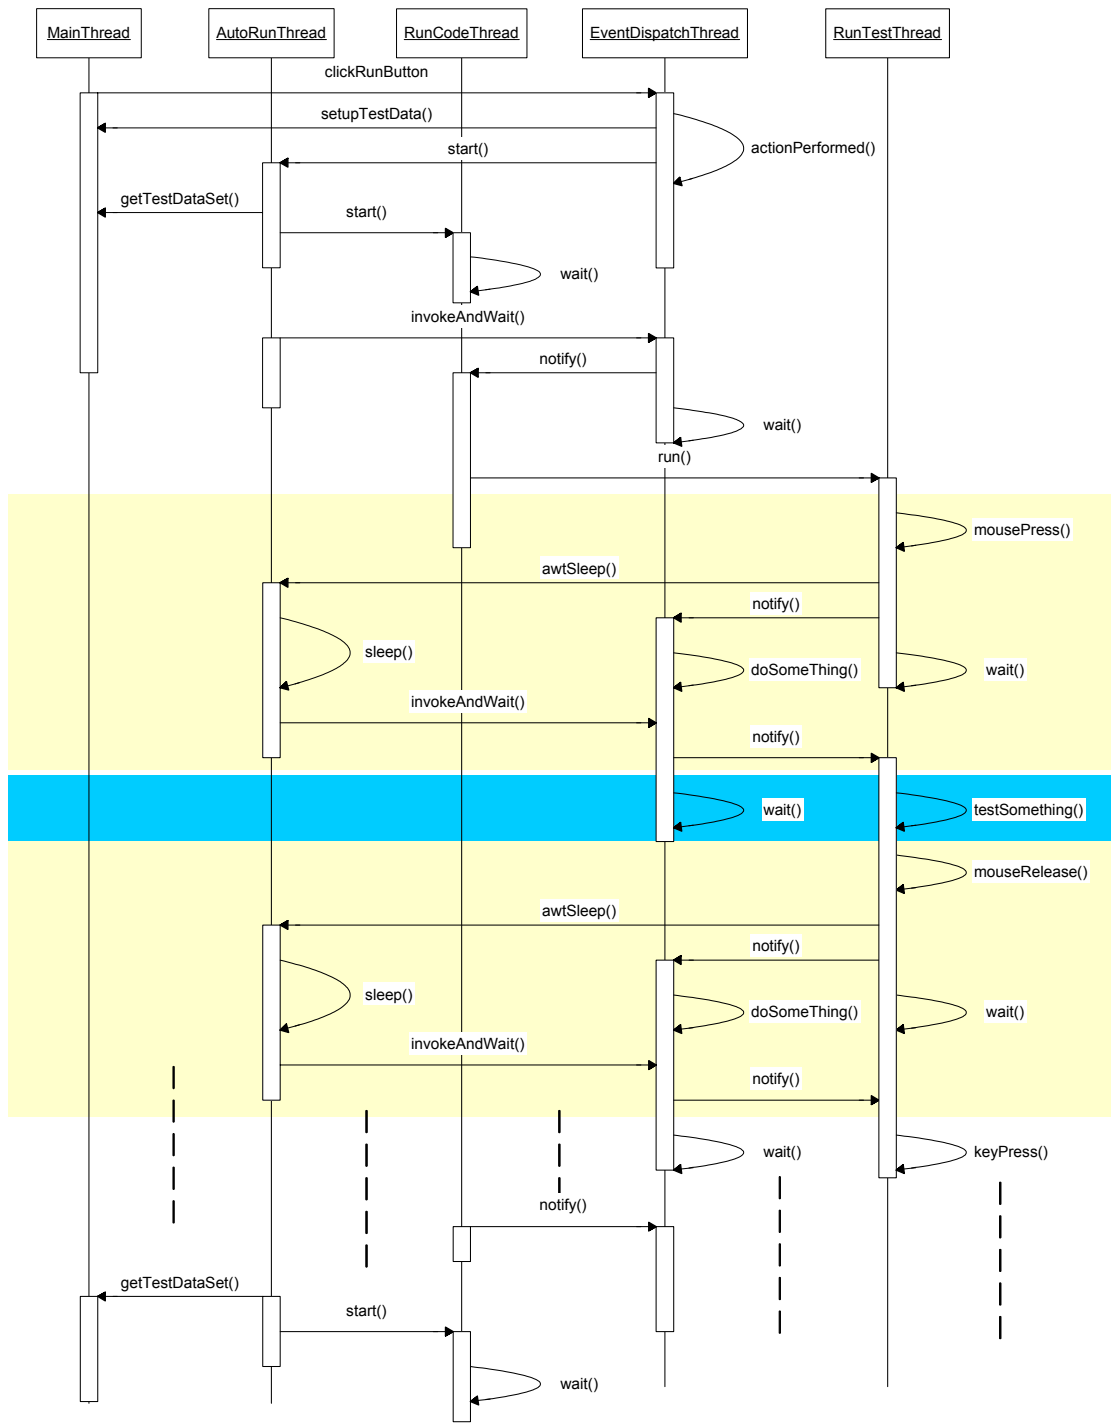 MainThread
AutoRunThread
RunCodeThread
EventDispatchThread
RunTestThread
clickRunButton
setupTestData()
start()
actionPerformed()
getTestDataSet()
start()
wait()
invokeAndWait()
notify()
wait()
run()
mousePress()
awtSleep()
notify()
sleep()
doSomeThing()
wait()
invokeAndWait()
notify()
wait()
testSomething()
mouseRelease()
awtSleep()
notify()
sleep()
doSomeThing()
wait()
invokeAndWait()
notify()
wait()
keyPress()
notify()
getTestDataSet()
start()
wait()